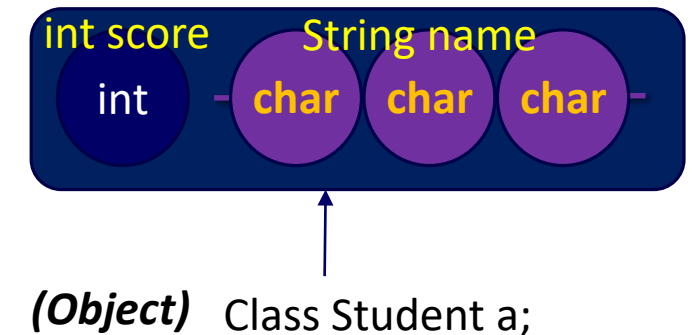 int score String name
int char char char
(Object) Class Student a;